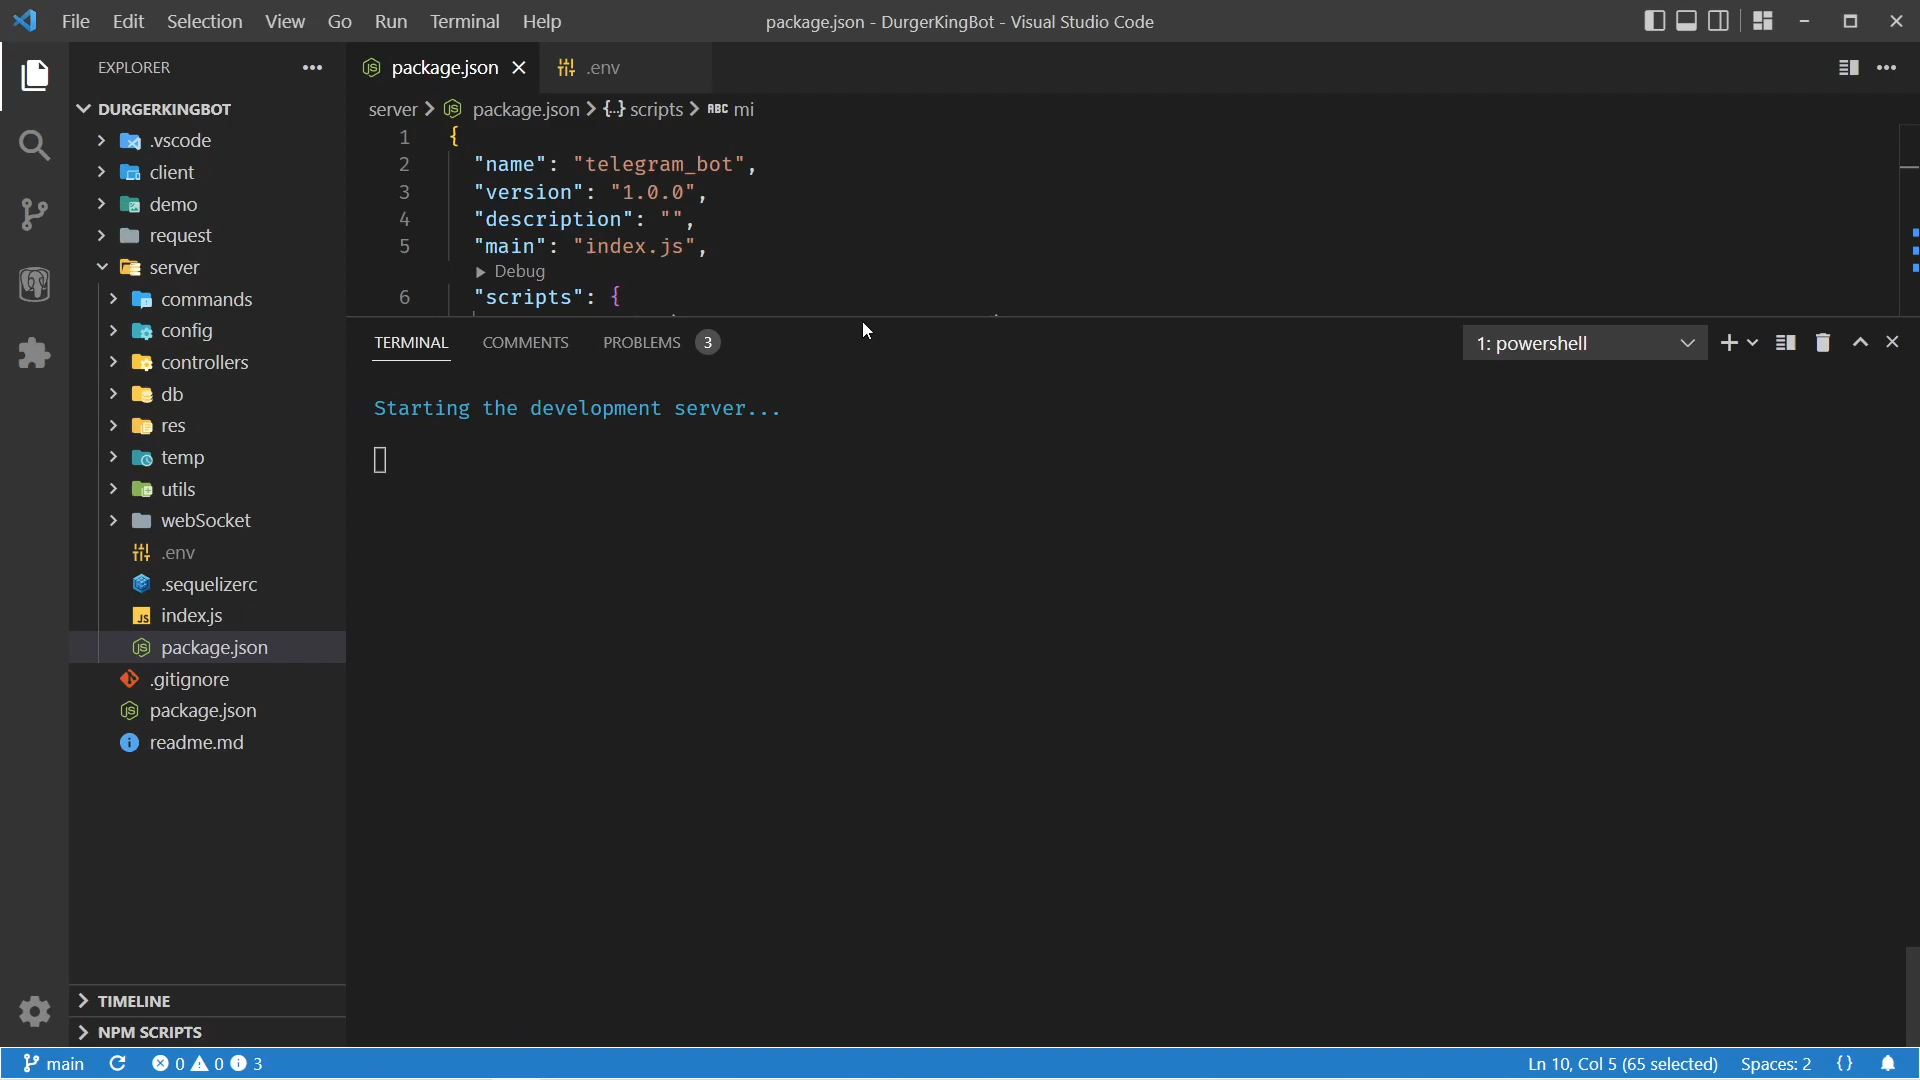 File Edit Selection View Go Run Terminal Help
package.json - DurgerKingBot - Visual Studio Code
EXPLORER
DURGERKINGBOT
.vscode
client
demo
request
server
commands
config
controllers
db
res
temp
utils
webSocket
.env
.sequelizerc
index.js
package.json
.gitignore
package.json
readme.md
TIMELINE
NPM SCRIPTS
package.json
.env
server > package.json > {..} scripts > ABC mi
1 {
2 "name": "telegram_bot",
3 "version": "1.0.0",
4 "description": "",
5 "main": "index.js",
Debug
6 "scripts": {
TERMINAL COMMENTS PROBLEMS 3
1: powershell
Starting the development server...
main 0 0 3
Ln 10, Col 5 (65 selected) Spaces: 2 {}